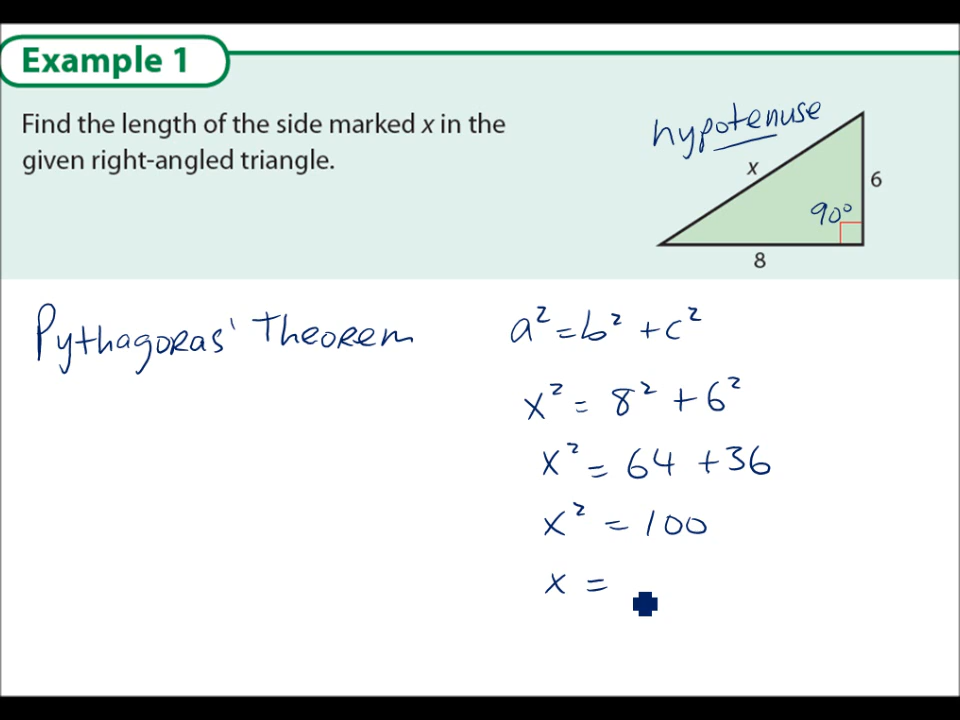 Example 1
Find the length of the side marked x in the
given right-angled triangle.
hypotenuse
x
6
90°
8
Pythagoras' Theorem
a² = b² + c²
x² = 8² + 6²
x² = 64 + 36
x² = 100
x =